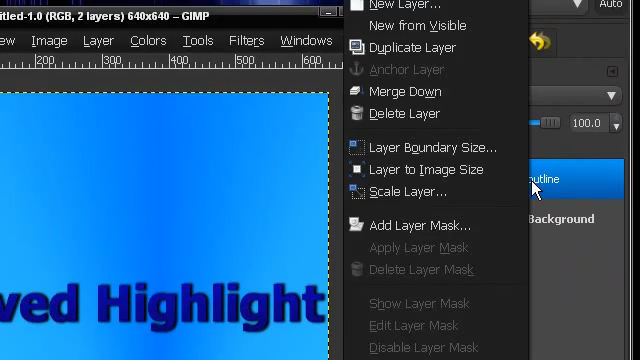 New Layer...
Auto
titled-1.0 (RGB, 2 layers) 640x640 – GIMP
New from Visible
Image Layer Colors Tools Filters Windows
Duplicate Layer
200 300 400 500 600
Anchor Layer
Merge Down
Delete Layer
100.0
Layer Boundary Size...
Layer to Image Size
outline
Scale Layer...
Background
Add Layer Mask...
Apply Layer Mask
Delete Layer Mask
ved Highlight
Show Layer Mask
Edit Layer Mask
Disable Layer Mask